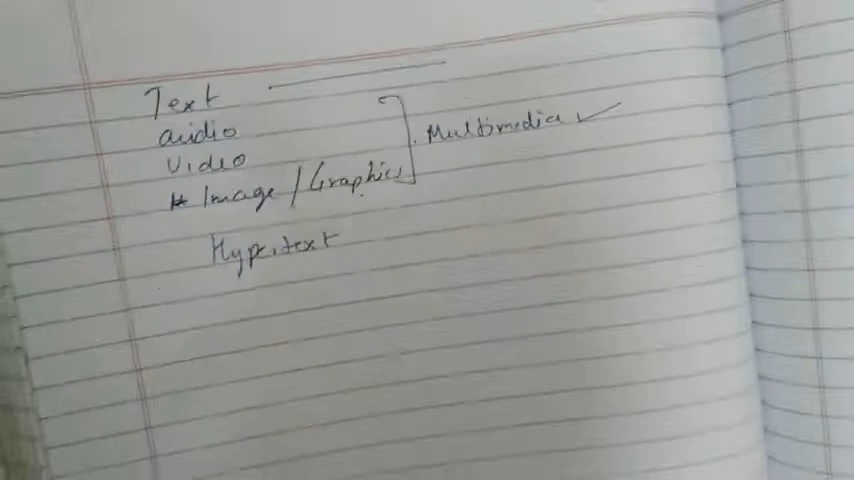 Text
audio
Video
Image / Graphics
Multimedia ✓
Hypertext